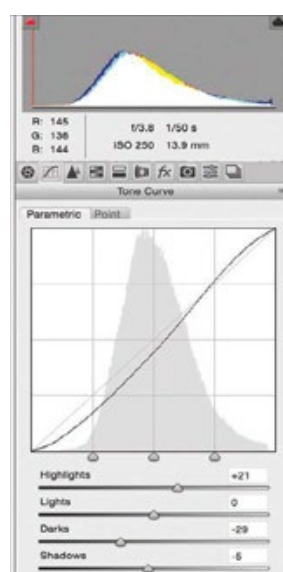 R: 145
G: 136
B: 144
f/3.8 1/50 s
ISO 250 13.9 mm
fx
Tone Curve
Parametric Point
Highlights +21
Lights 0
Darks -29
Shadows -5